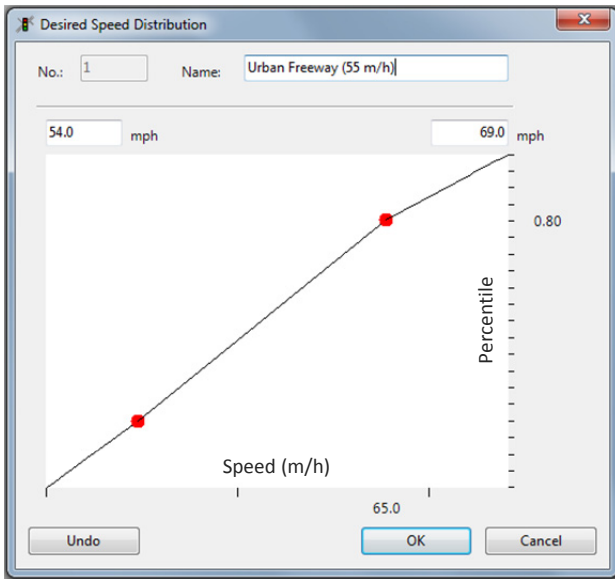 Desired Speed Distribution
No.: 1 Name: Urban Freeway (55 m/h)
54.0 mph 69.0 mph
0.80
Percentile
Speed (m/h)
65.0
Undo OK Cancel